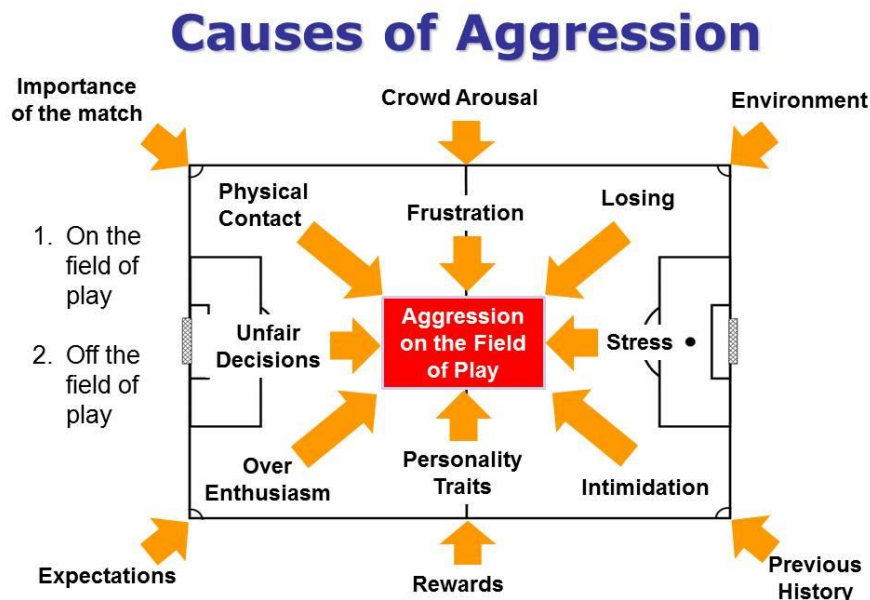 Causes of Aggression
Importance
of the match
Crowd Arousal
Environment
Physical
Contact
Frustration
Losing
1. On the
field of
play
2. Off the
field of
play
Unfair
Decisions
Aggression
on the Field
of Play
Stress
Over
Enthusiasm
Personality
Traits
Intimidation
Expectations
Rewards
Previous
History